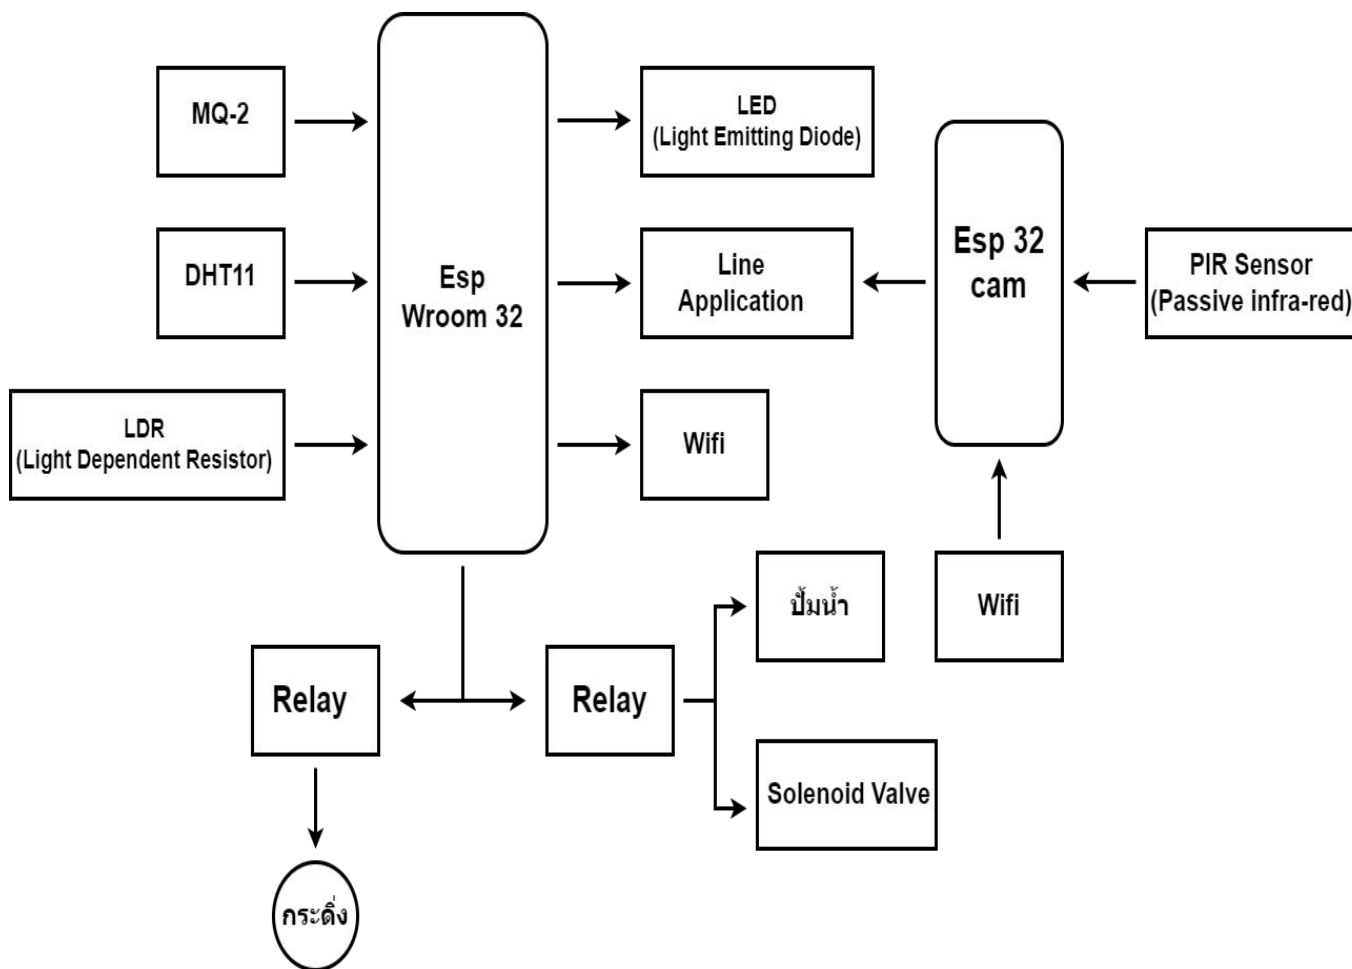 MQ-2
LED
(Light Emitting Diode)
DHT11
Esp
Wroom 32
Line
Application
Esp 32
cam
PIR Sensor
(Passive infra-red)
LDR
(Light Dependent Resistor)
Wifi
ปั้มน้ำ
Wifi
Relay
Relay
Solenoid Valve
กระดิ่ง